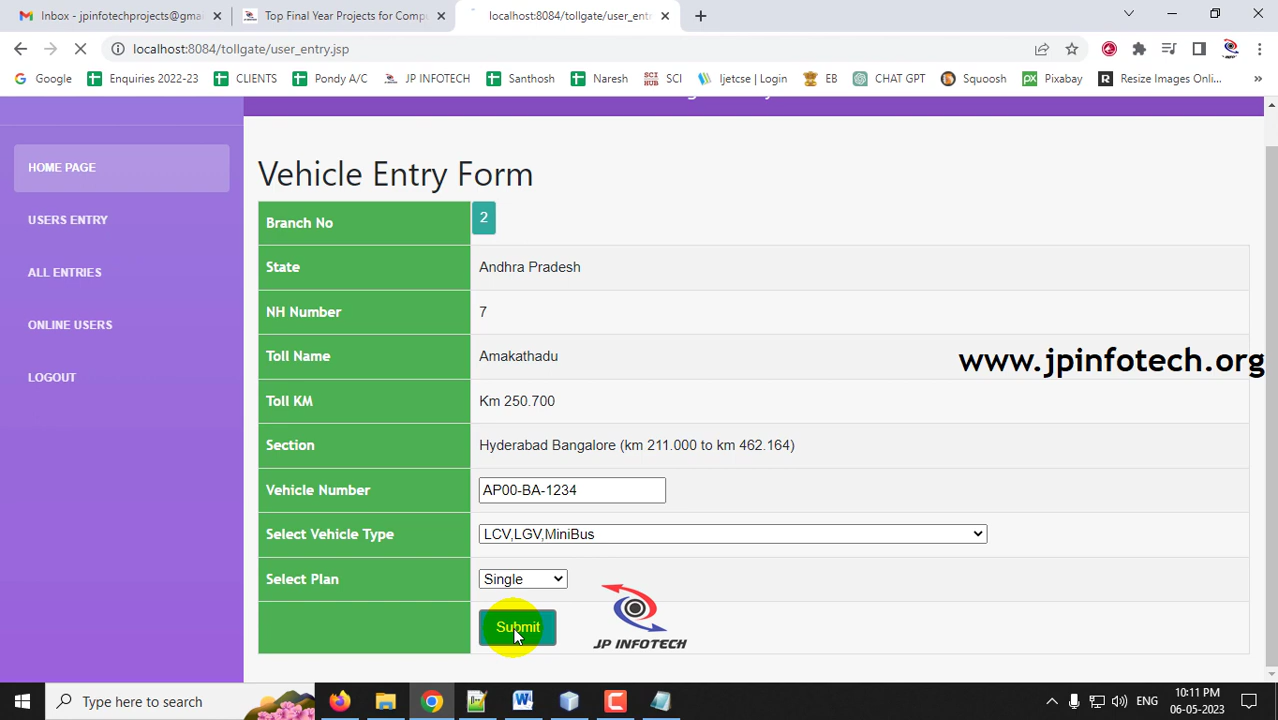 Inbox - jpinfotechprojects@gmai
Top Final Year Projects for Compu
localhost:8084/tollgate/user_entr
localhost:8084/tollgate/user_entry.jsp
Google
Enquiries 2022-23
CLIENTS
Pondy A/C
JP INFOTECH
Santhosh
Naresh
SCI HUB
SCI
Ijetcse | Login
EB
CHAT GPT
Squoosh
px
Pixabay
R
Resize Images Onli...
»
HOME PAGE
USERS ENTRY
ALL ENTRIES
ONLINE USERS
LOGOUT
Vehicle Entry Form
Branch No 2
State Andhra Pradesh
NH Number 7
Toll Name Amakathadu
www.jpinfotech.org
Toll KM Km 250.700
Section Hyderabad Bangalore (km 211.000 to km 462.164)
Vehicle Number AP00-BA-1234
Select Vehicle Type LCV,LGV,MiniBus
Select Plan Single
Submit
JP INFOTECH
Type here to search
ENG
10:11 PM
06-05-2023